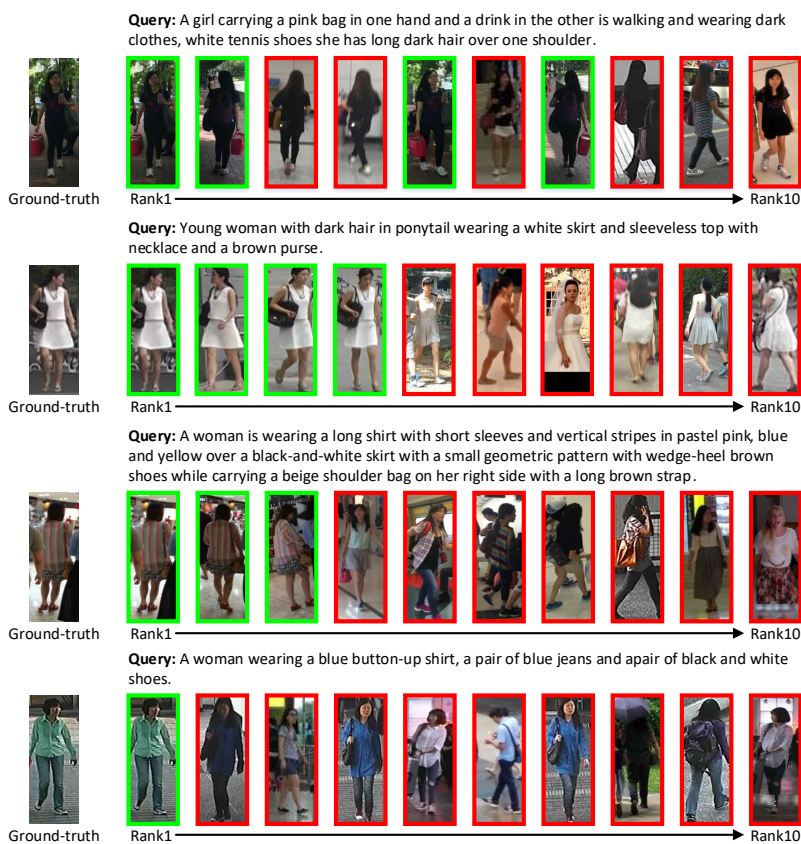 Query: A girl carrying a pink bag in one hand and a drink in the other is walking and wearing dark
clothes, white tennis shoes she has long dark hair over one shoulder.
Ground-truth
Rank1
Rank10
Query: Young woman with dark hair in ponytail wearing a white skirt and sleeveless top with
necklace and a brown purse.
Ground-truth
Rank1
Rank10
Query: A woman is wearing a long shirt with short sleeves and vertical stripes in pastel pink, blue
and yellow over a black-and-white skirt with a small geometric pattern with wedge-heel brown
shoes while carrying a beige shoulder bag on her right side with a long brown strap.
Ground-truth
Rank1
Rank10
Query: A woman wearing a blue button-up shirt, a pair of blue jeans and apair of black and white
shoes.
Ground-truth
Rank1
Rank10